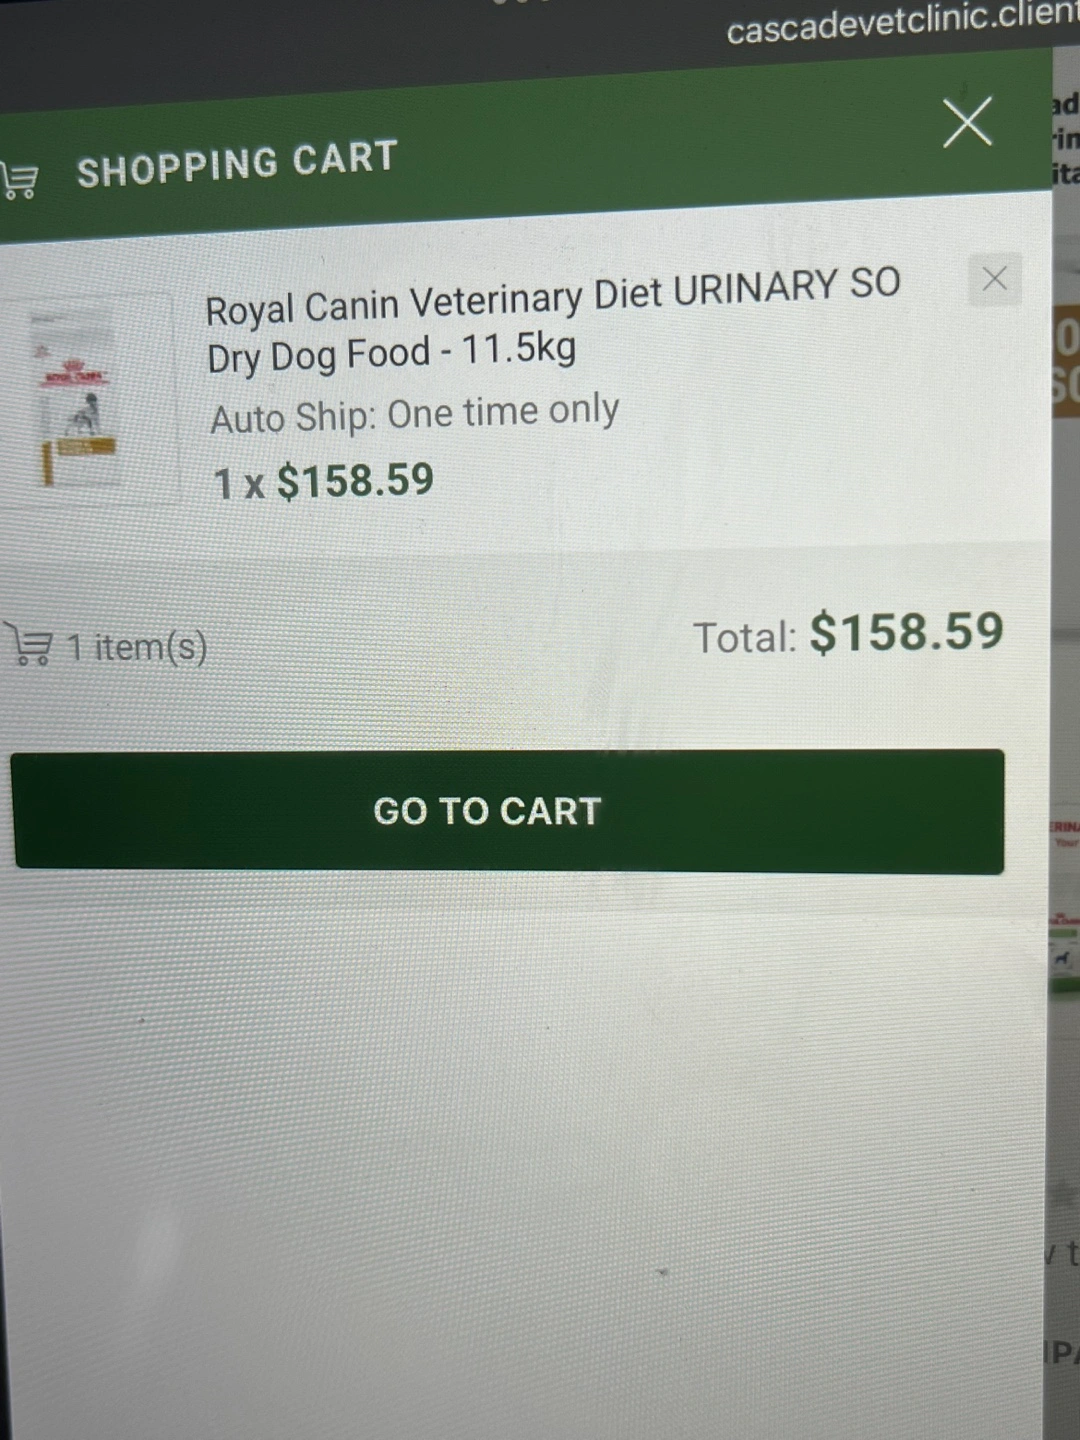 cascadevetclinic.client
SHOPPING CART
Royal Canin Veterinary Diet URINARY SO
Dry Dog Food - 11.5kg
Auto Ship: One time only
1 x $158.59
1 item(s)
Total: $158.59
GO TO CART